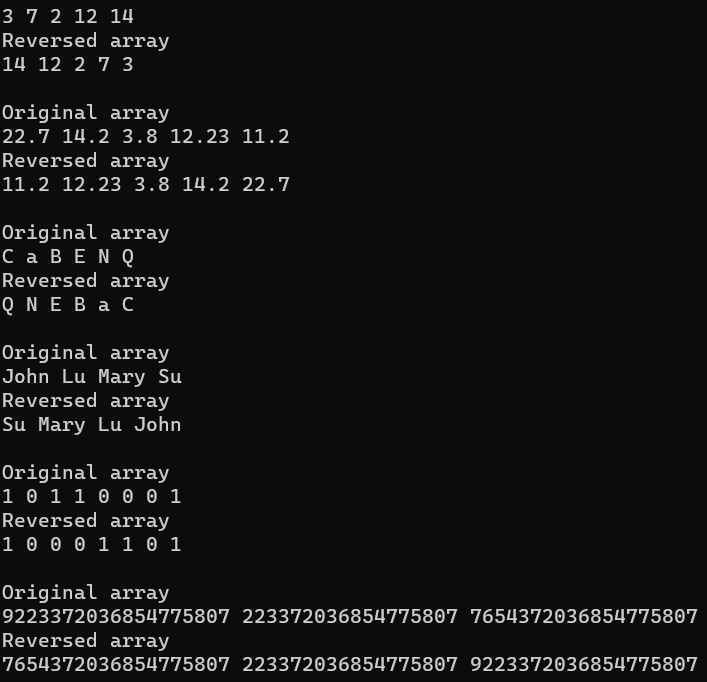 3 7 2 12 14
Reversed array
14 12 2 7 3
Original array
22.7 14.2 3.8 12.23 11.2
Reversed array
11.2 12.23 3.8 14.2 22.7
Original array
C a B E N Q
Reversed array
Q N E B a C
Original array
John Lu Mary Su
Reversed array
Su Mary Lu John
Original array
1 0 1 1 0 0 0 1
Reversed array
1 0 0 0 1 1 0 1
Original array
9223372036854775807 223372036854775807 7654372036854775807
Reversed array
7654372036854775807 223372036854775807 9223372036854775807